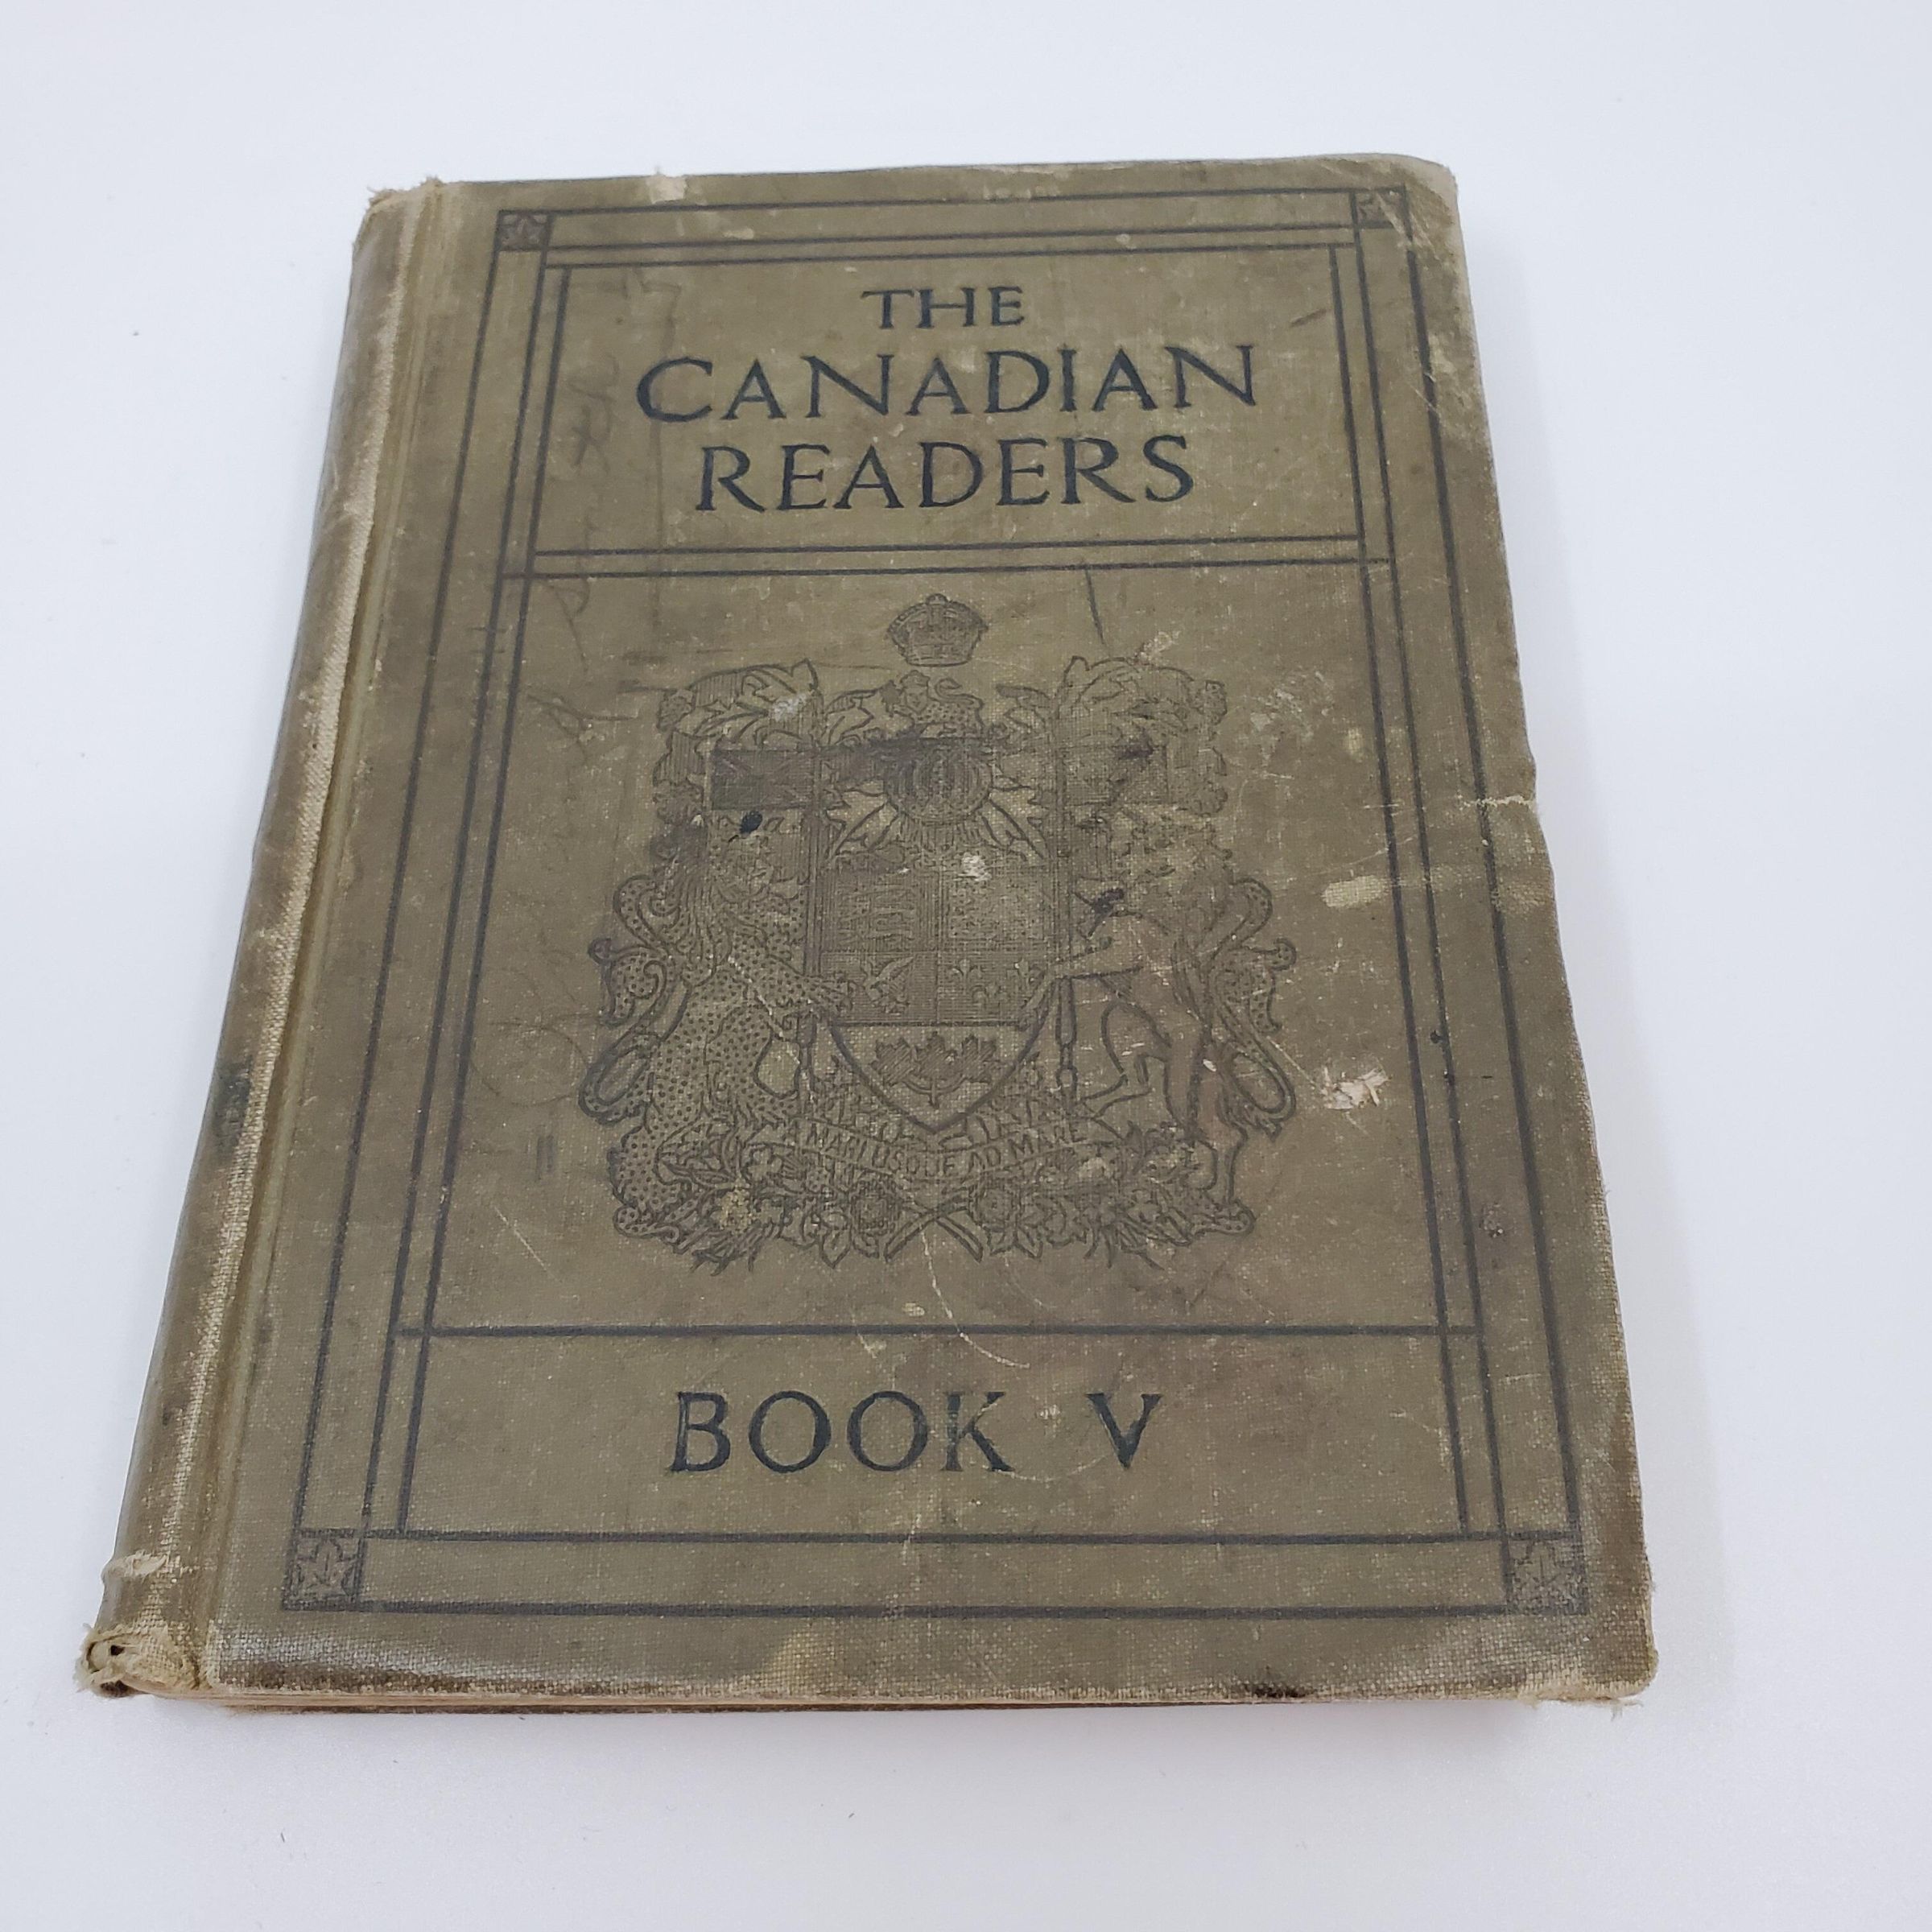 THE
CANADIAN
READERS
A MARI USQUE AD MARE
BOOK V